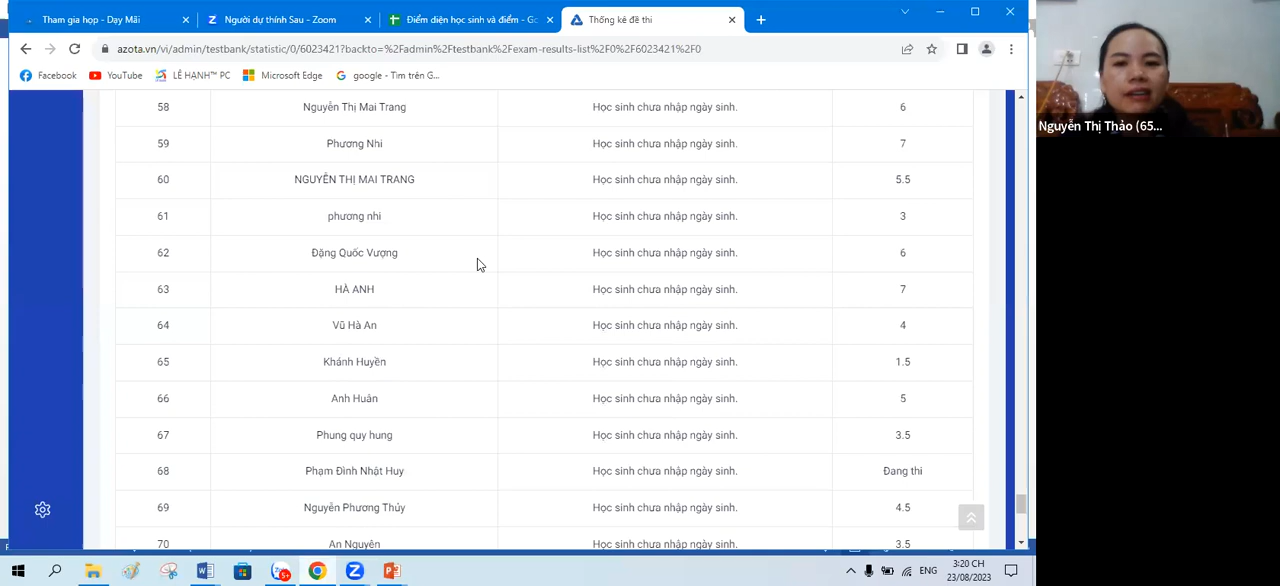 Tham gia họp - Dạy Mãi
Người dự thính Sau - Zoom
Điểm diện học sinh và điểm - Gc
Thống kê đề thi
azota.vn/vi/admin/testbank/statistic/0/6023421?backto=%2Fadmin%2Ftestbank%2Fexam-results-list%2F0%2F6023421%2F0
Facebook YouTube LÊ HẠNH™ PC Microsoft Edge google - Tìm trên G...
58 Nguyễn Thị Mai Trang Học sinh chưa nhập ngày sinh. 6
59 Phương Nhi Học sinh chưa nhập ngày sinh. 7
60 NGUYỄN THỊ MAI TRANG Học sinh chưa nhập ngày sinh. 5.5
61 phương nhi Học sinh chưa nhập ngày sinh. 3
62 Đặng Quốc Vượng Học sinh chưa nhập ngày sinh. 6
63 HÀ ANH Học sinh chưa nhập ngày sinh. 7
64 Vũ Hà An Học sinh chưa nhập ngày sinh. 4
65 Khánh Huyền Học sinh chưa nhập ngày sinh. 1.5
66 Anh Huân Học sinh chưa nhập ngày sinh. 5
67 Phung quy hung Học sinh chưa nhập ngày sinh. 3.5
68 Phạm Đình Nhật Huy Học sinh chưa nhập ngày sinh. Đang thi
69 Nguyễn Phương Thủy Học sinh chưa nhập ngày sinh. 4.5
70 An Nguyên Học sinh chưa nhập ngày sinh. 3.5
Nguyễn Thị Thảo (65...
ENG
3:20 CH
23/08/2023
5+